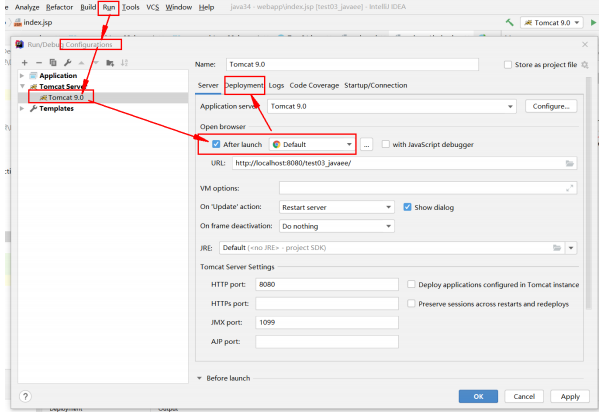 Analyze Refactor Build Run Tools VCS Window Help java34 - webapp\index.jsp [test03_javaee] - IntelliJ IDEA
index.jsp Tomcat 9.0
Run/Debug Configurations
Name: Tomcat 9.0 Store as project file
Application
Tomcat Server
Tomcat 9.0
Templates
Server Deployment Logs Code Coverage Startup/Connection
Application server: Tomcat 9.0 Configure...
Open browser
After launch Default ... with JavaScript debugger
URL: http://localhost:8080/test03_javaee/
VM options:
On 'Update' action: Restart server Show dialog
On frame deactivation: Do nothing
JRE: Default (<no JRE> - project SDK)
Tomcat Server Settings
HTTP port: 8080 Deploy applications configured in Tomcat instance
HTTPs port: Preserve sessions across restarts and redeploys
JMX port: 1099
AJP port:
Before launch
? OK Cancel Apply
Deployment Output